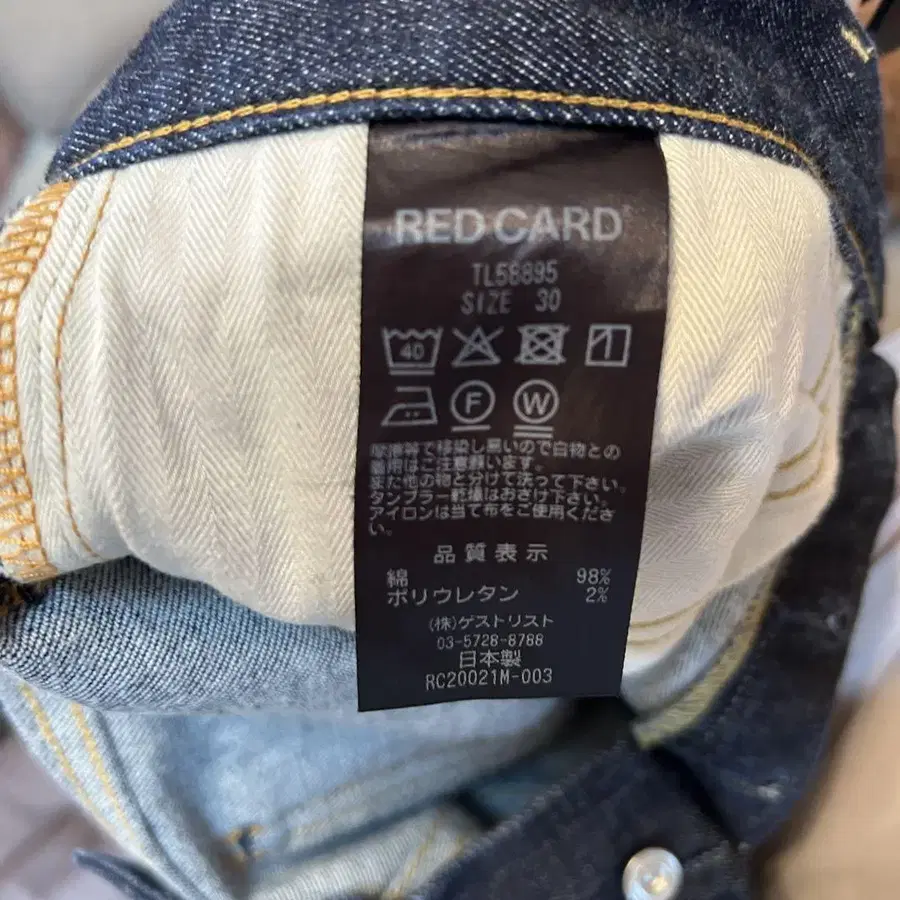 RED CARD
TL58895
SIZE 30
40
F W
摩擦等で移染し易いので白物との
着用はご注意願います。
また他の物と分けて洗って下さい。
タンブラー乾燥はおさけ下さい。
アイロンは当て布をご使用くださ
い。
品質表示
綿 98%
ポリウレタン 2%
(株)ゲストリスト
03-5728-8788
日本製
RC20021M-003